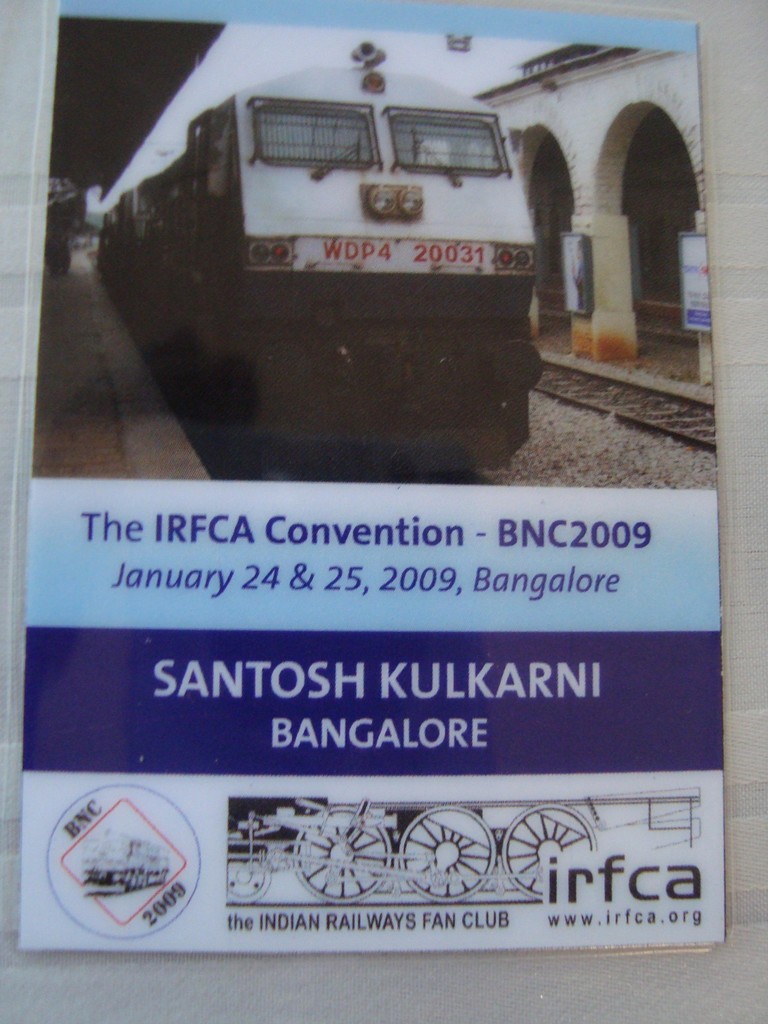 WDP4 20031
The IRFCA Convention - BNC2009
January 24 & 25, 2009, Bangalore
SANTOSH KULKARNI
BANGALORE
BNC
2009
irfca
the INDIAN RAILWAYS FAN CLUB
www.irfca.org